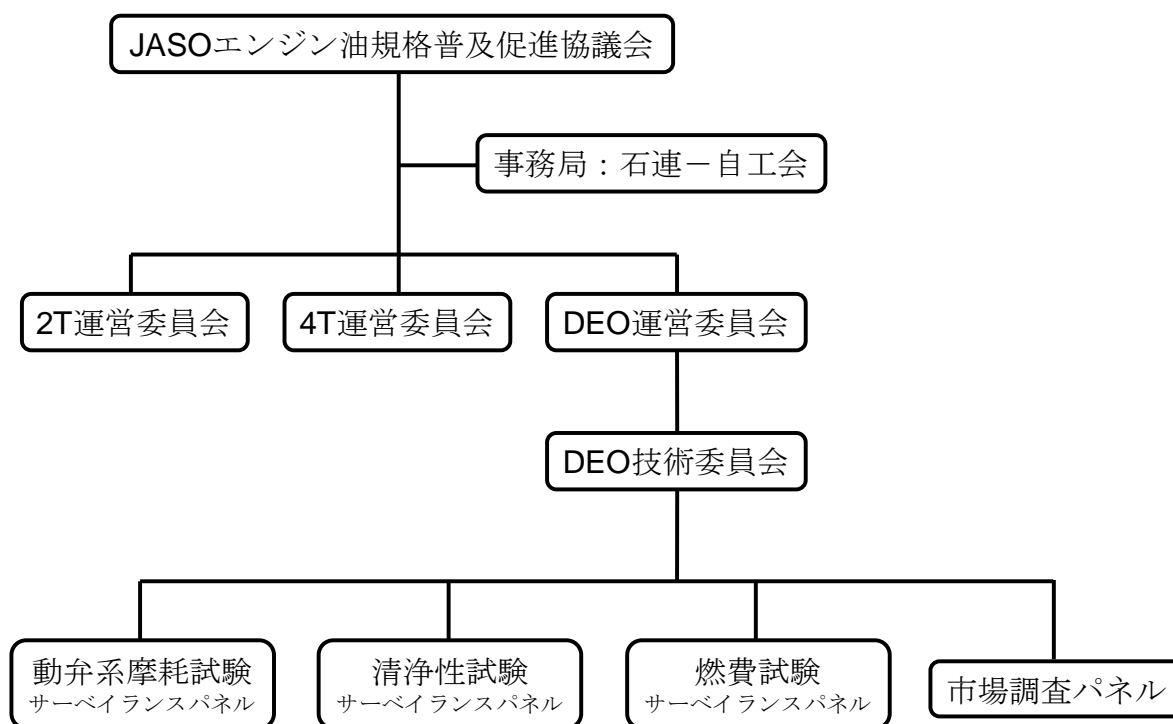 JASOエンジン油規格普及促進協議会
事務局：石連－自工会
2T運営委員会
4T運営委員会
DEO運営委員会
DEO技術委員会
動弁系摩耗試験
サーベイランスパネル
清浄性試験
サーベイランスパネル
燃費試験
サーベイランスパネル
市場調査パネル